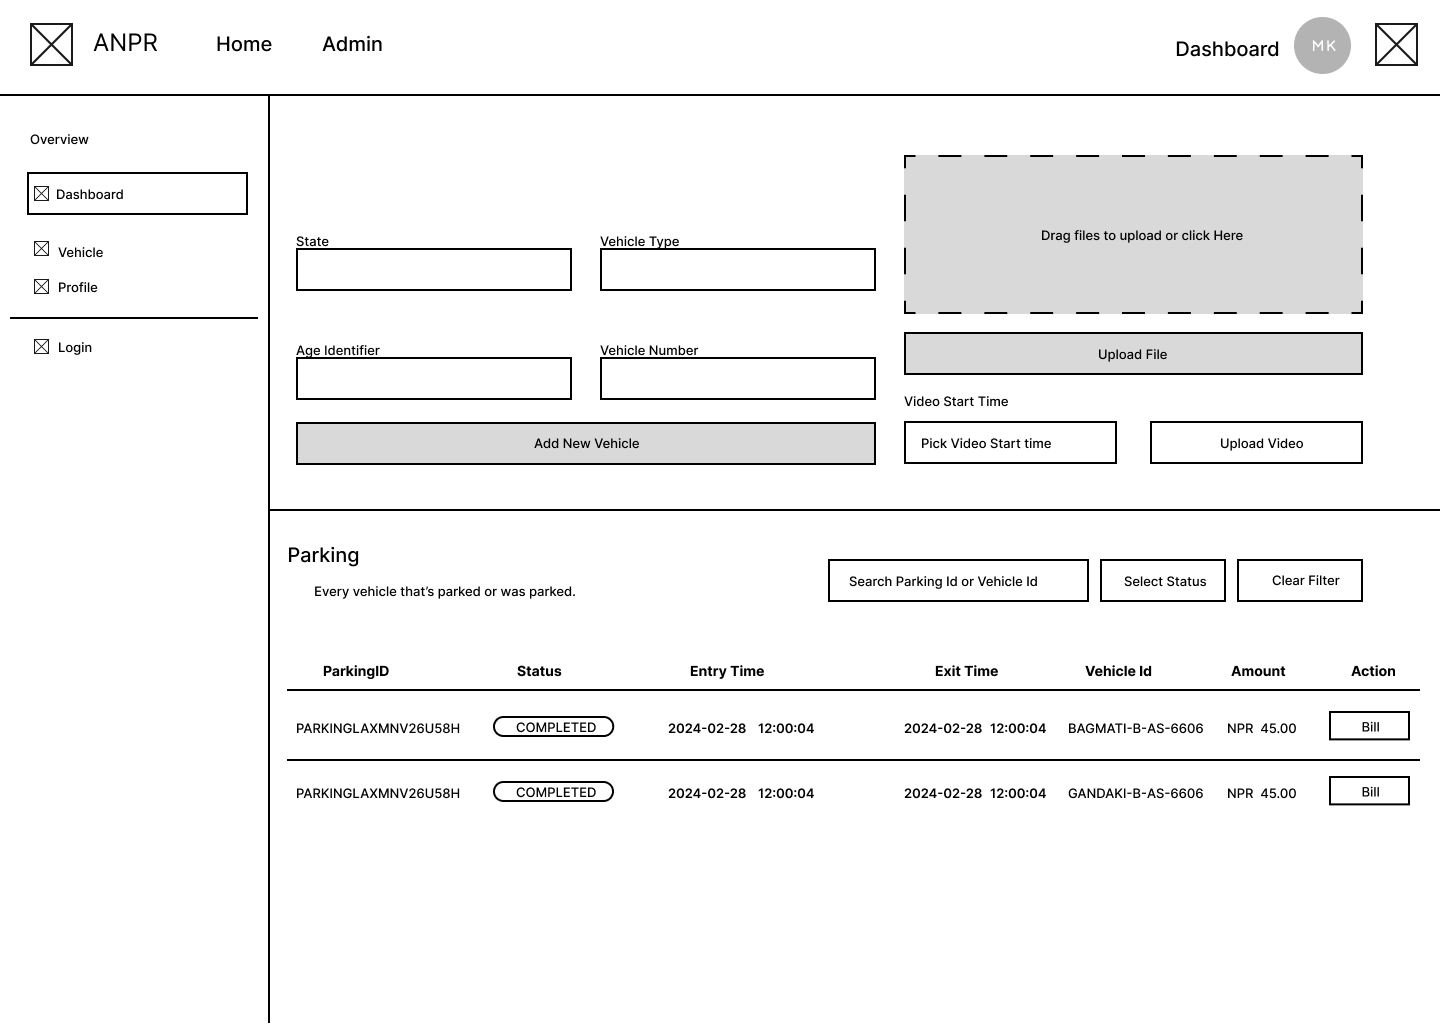 ANPR Home Admin Dashboard MK
Overview
Dashboard
Vehicle
Profile
Login
State Vehicle Type
Age Identifier Vehicle Number
Add New Vehicle
Drag files to upload or click Here
Upload File
Video Start Time
Pick Video Start time Upload Video
Parking
Every vehicle that's parked or was parked.
Search Parking Id or Vehicle Id Select Status Clear Filter
ParkingID Status Entry Time Exit Time Vehicle Id Amount Action
PARKINGLAXMNV26U58H COMPLETED 2024-02-28 12:00:04 2024-02-28 12:00:04 BAGMATI-B-AS-6606 NPR 45.00 Bill
PARKINGLAXMNV26U58H COMPLETED 2024-02-28 12:00:04 2024-02-28 12:00:04 GANDAKI-B-AS-6606 NPR 45.00 Bill